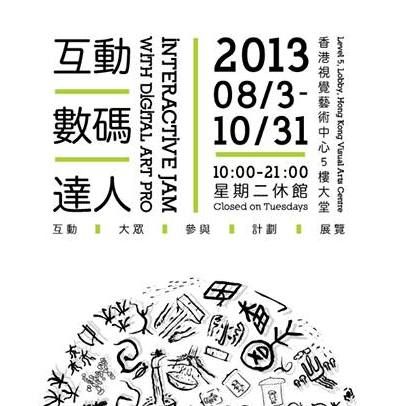 互動
數碼
達人
INTERACTIVE JAM
WITH DIGITAL ART PRO
2013
08/3-
10/31
10:00-21:00
星期二休館
Closed on Tuesdays
香港視覺藝術中心5樓大堂
Level 5, Lobby, Hong Kong Visual Arts Centre
互動 大眾 參與 計劃 展覽